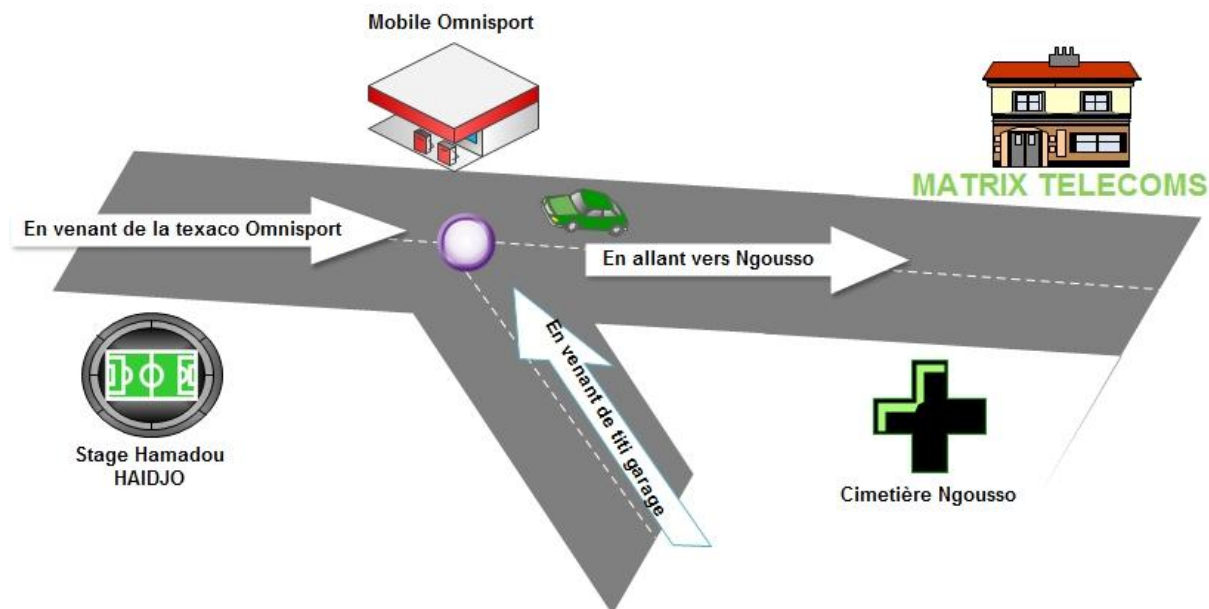 Mobile Omnisport
MATRIX TELECOMS
En venant de la texaco Omnisport
En allant vers Ngousso
En venant de titi garage
Stage Hamadou
HAIDJO
Cimetière Ngousso